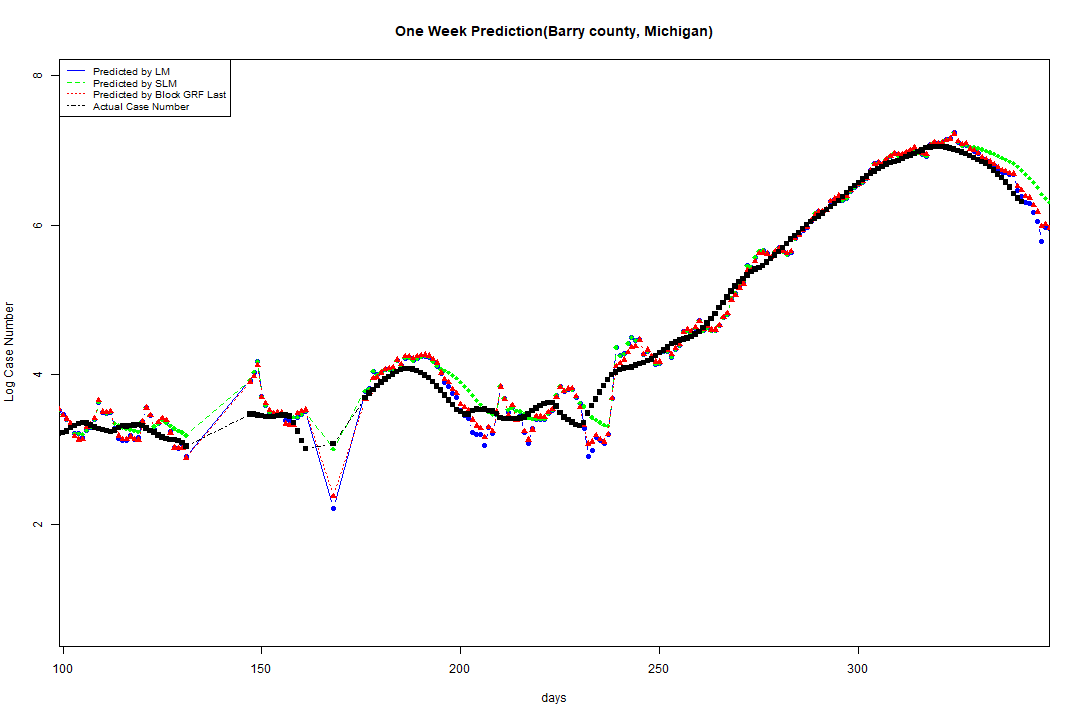 One Week Prediction(Barry county, Michigan)
Predicted by LM
Predicted by SLM
Predicted by Block GRF Last
Actual Case Number
8
6
4
2
Log Case Number
100 150 200 250 300
days